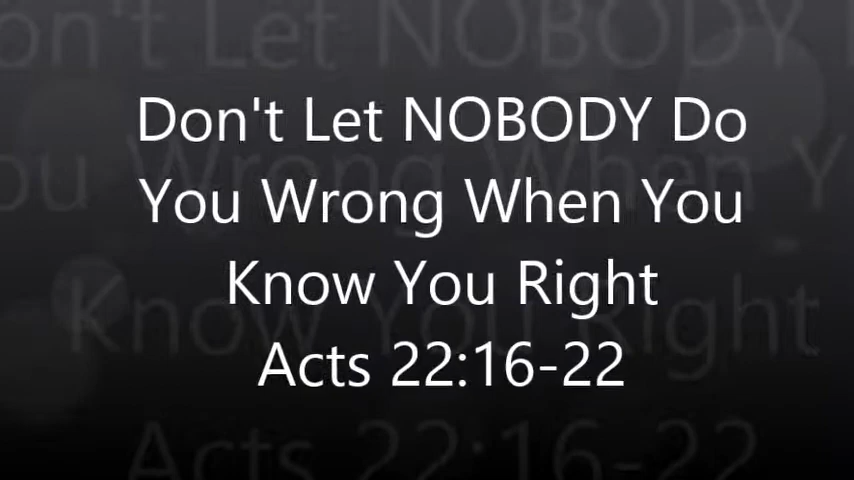 Don't Let NOBODY Do
You Wrong When You
Know You Right
Acts 22:16-22